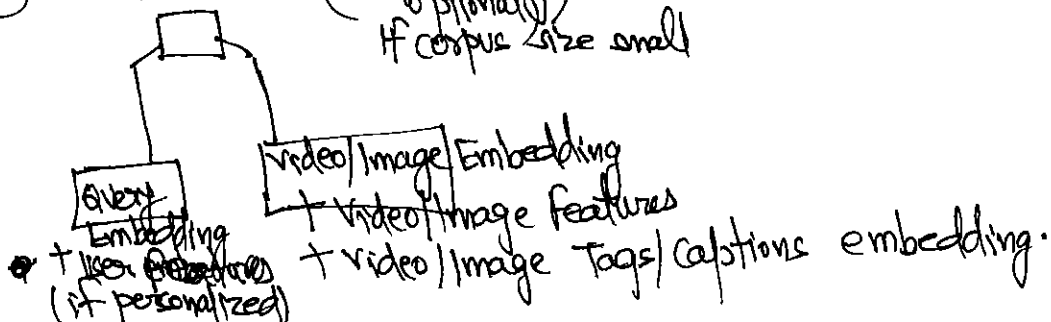 optionally)
If corpus size small
Video/Image Embedding
+ Video/Image features
+ Video/Image Tags/Captions embedding.
Query
Embedding
+ User
(if personalized)